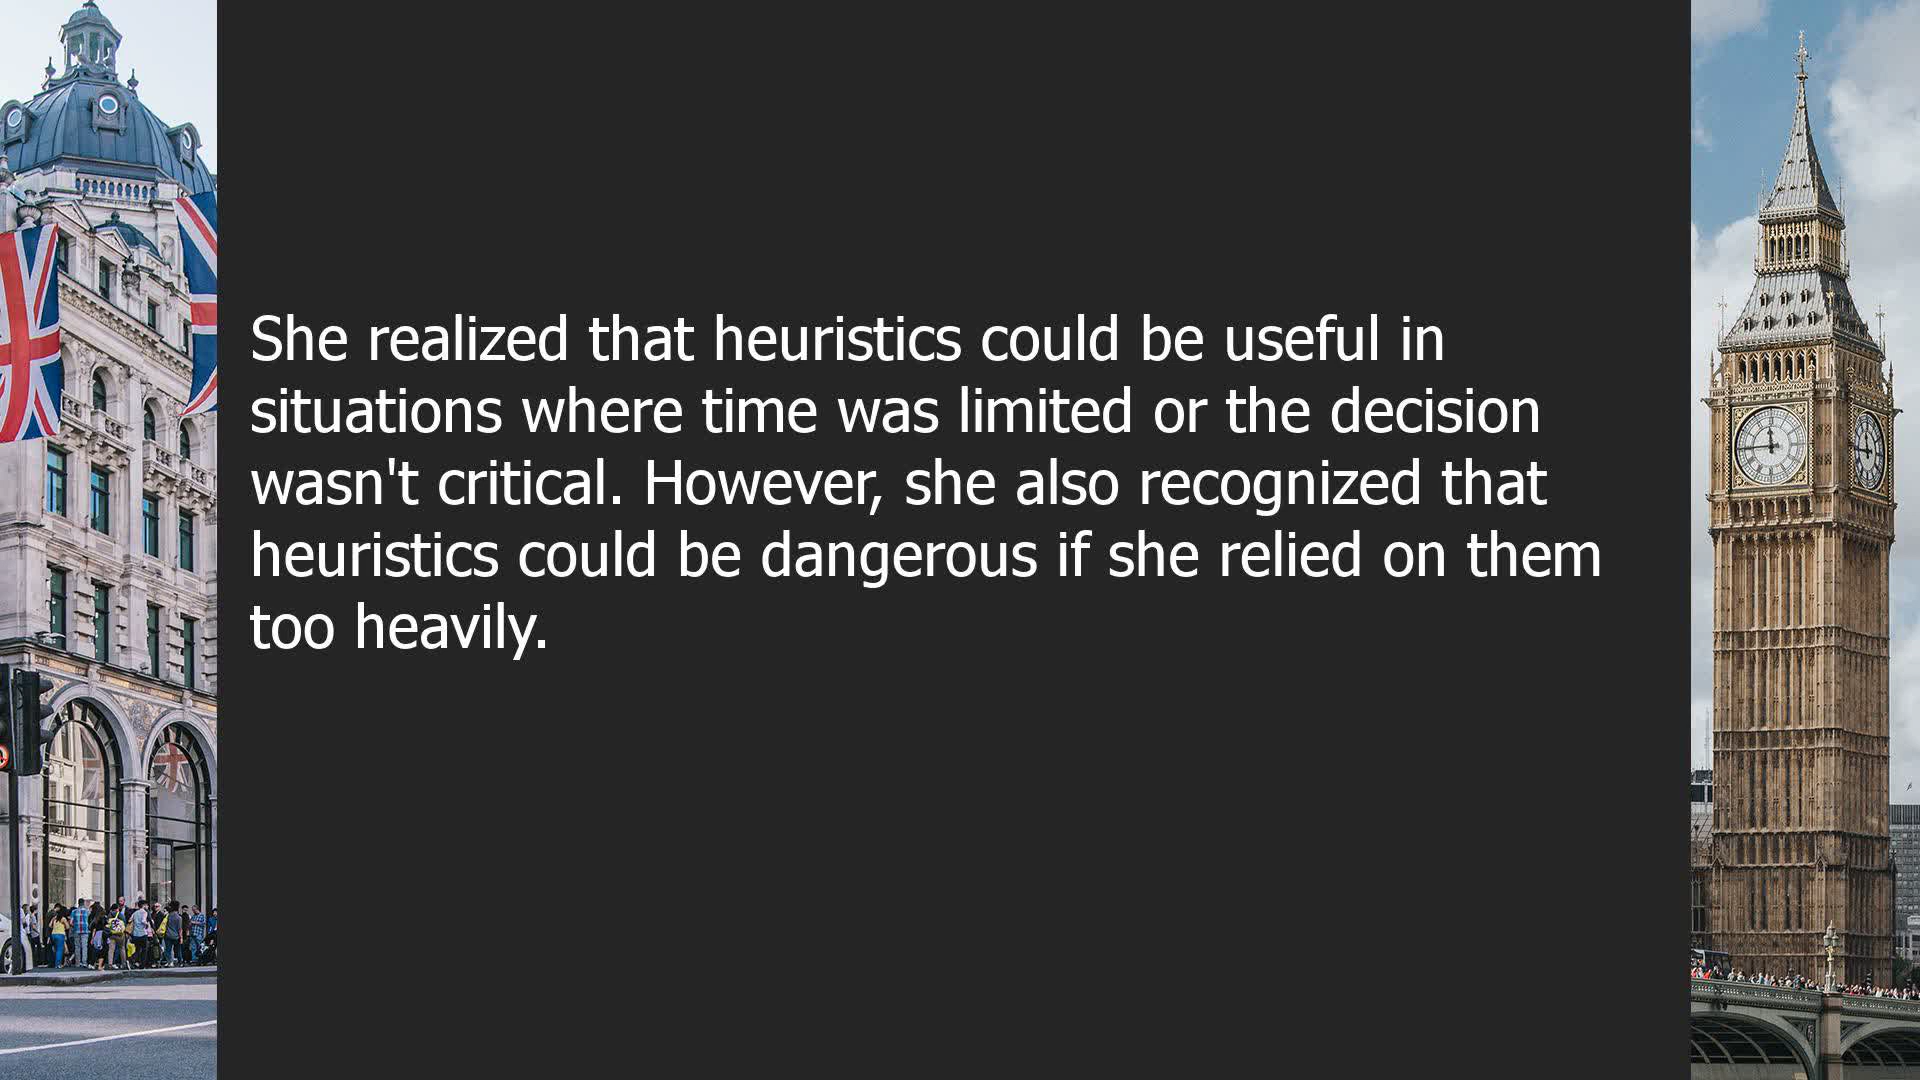 She realized that heuristics could be useful in
situations where time was limited or the decision
wasn't critical. However, she also recognized that
heuristics could be dangerous if she relied on them
too heavily.